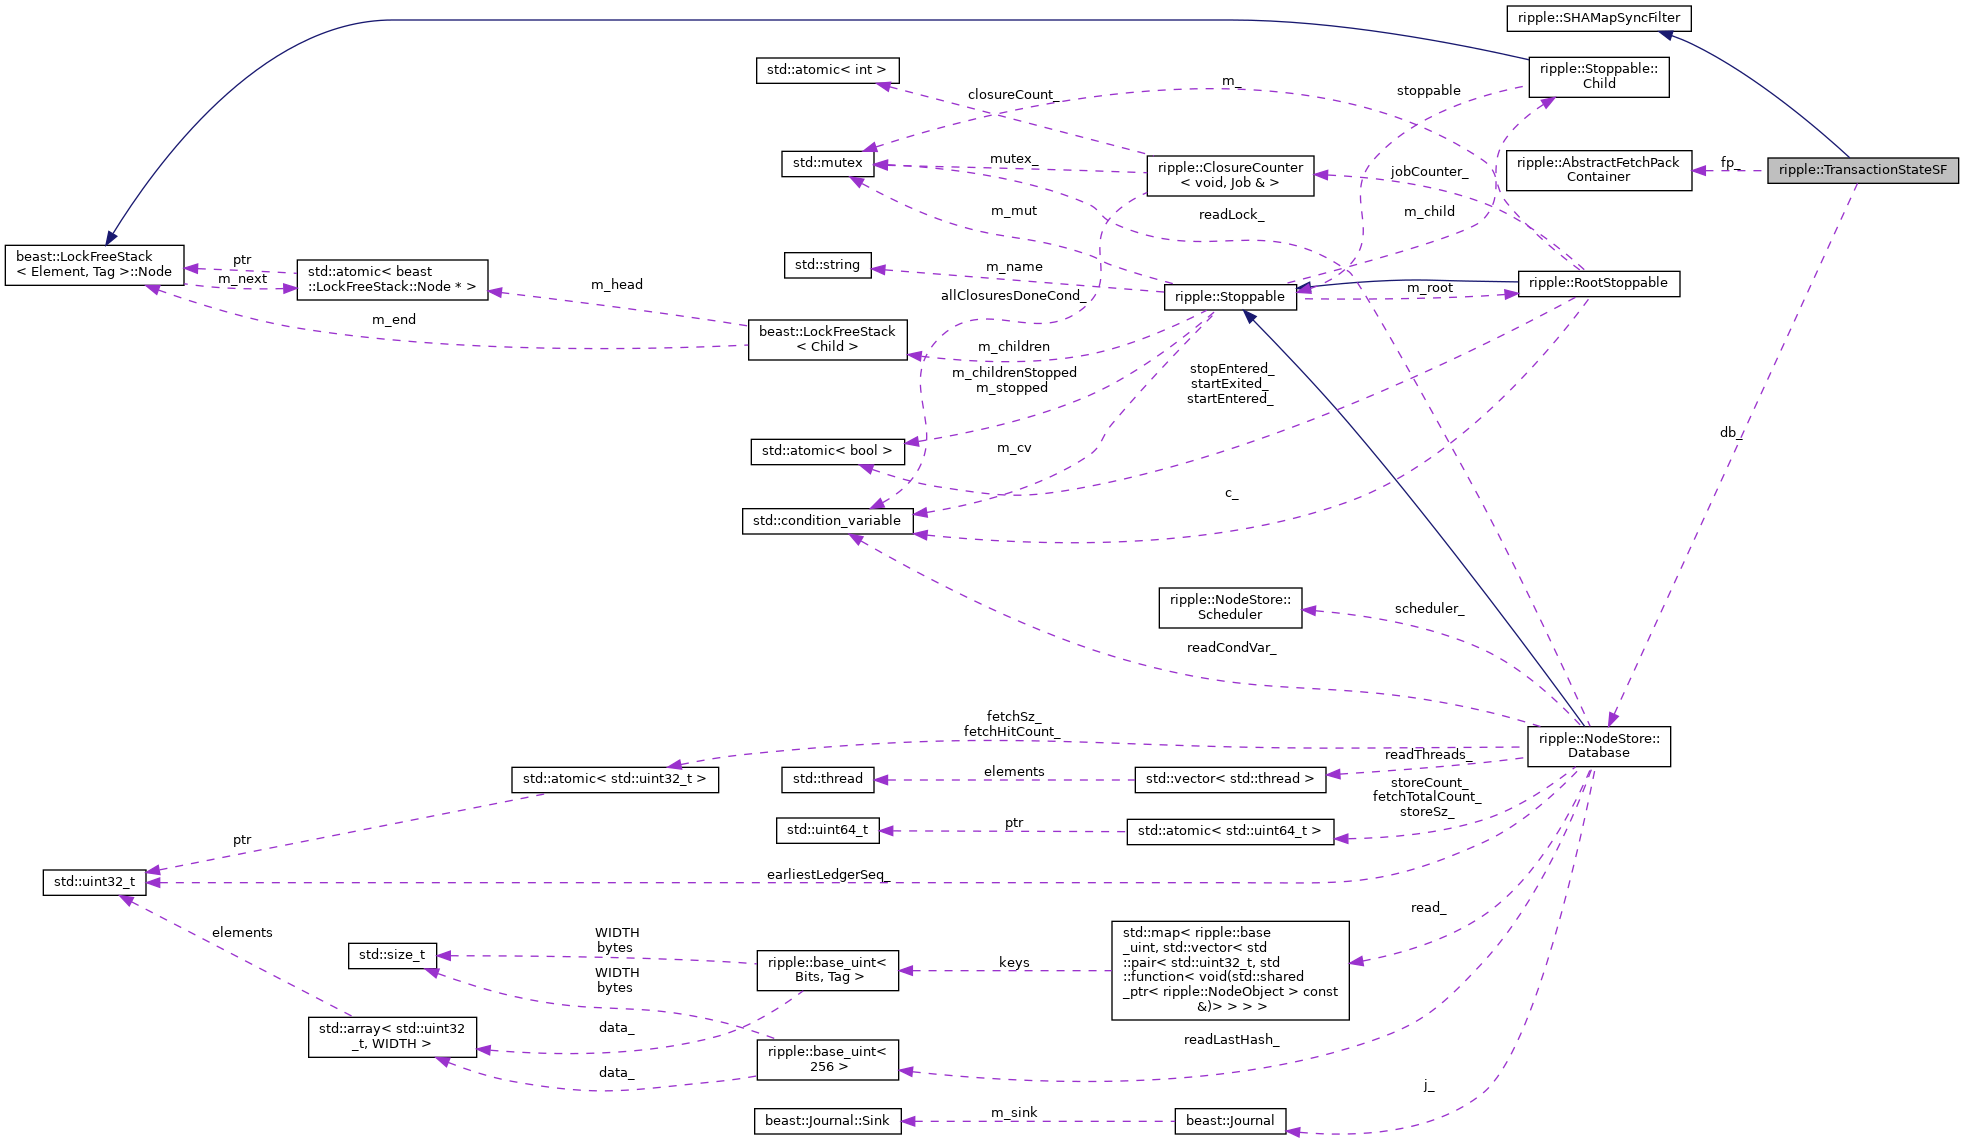 ripple::SHAMapSyncFilter
std::atomic< int >
ripple::Stoppable::
Child
m_
stoppable
closureCount_
std::mutex
mutex_
ripple::ClosureCounter
< void, Job & >
jobCounter_
ripple::AbstractFetchPack
Container
fp_
ripple::TransactionStateSF
m_mut
readLock_
m_child
beast::LockFreeStack
< Element, Tag >::Node
ptr
m_next
std::atomic< beast
::LockFreeStack::Node * >
m_head
m_end
std::string
m_name
allClosuresDoneCond_
ripple::Stoppable
m_root
ripple::RootStoppable
beast::LockFreeStack
< Child >
m_children
m_childrenStopped
m_stopped
stopEntered_
startExited_
startEntered_
db_
std::atomic< bool >
m_cv
c_
std::condition_variable
ripple::NodeStore::
Scheduler
scheduler_
readCondVar_
fetchSz_
fetchHitCount_
ripple::NodeStore::
Database
readThreads_
std::atomic< std::uint32_t >
std::thread
elements
std::vector< std::thread >
storeCount_
fetchTotalCount_
storeSz_
std::uint64_t
ptr
std::atomic< std::uint64_t >
ptr
std::uint32_t
earliestLedgerSeq_
elements
read_
std::size_t
WIDTH
bytes
WIDTH
bytes
ripple::base_uint<
Bits, Tag >
keys
std::map< ripple::base
_uint, std::vector< std
::pair< std::uint32_t, std
::function< void(std::shared
_ptr< ripple::NodeObject > const
&)> > > >
std::array< std::uint32
_t, WIDTH >
data_
data_
ripple::base_uint<
256 >
readLastHash_
j_
beast::Journal::Sink
m_sink
beast::Journal